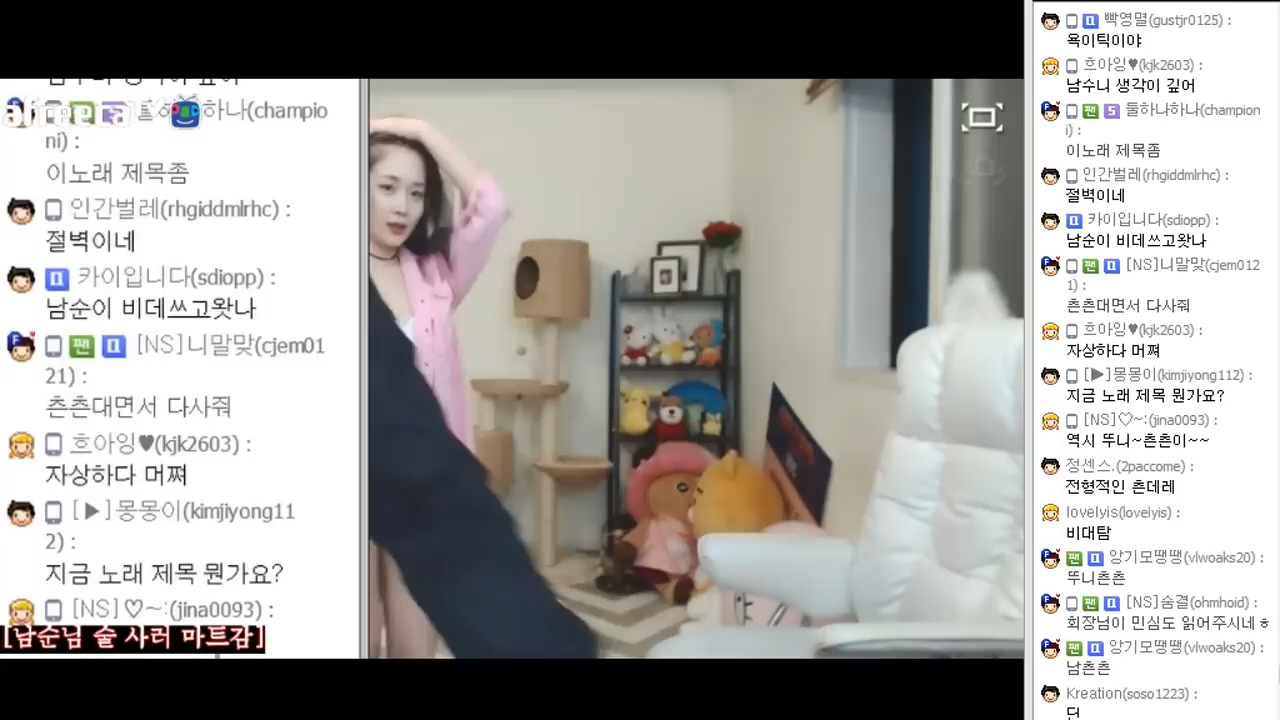 afreeca
하나(champio
ni) :
이노래 제목좀
인간벌레(rhgiddmlrhc) :
절벽이네
카이입니다(sdiopp) :
남순이 비데쓰고왓나
팬 [NS]니말맞(cjem01
21) :
츤츤대면서 다사줘
흐아잉♥(kjk2603) :
자상하다 머쪄
[▶]몽몽이(kimjiyong11
2) :
지금 노래 제목 뭔가요?
[NS]♡~:(jina0093) :
[남순님 술 사러 마트감]
빡영멸(gustjr0125) :
욕이틱이야
흐아잉♥(kjk2603) :
남수니 생각이 깊어
팬 5 둘하나하나(champion
i) :
이노래 제목좀
인간벌레(rhgiddmlrhc) :
절벽이네
카이입니다(sdiopp) :
남순이 비데쓰고왓나
팬 [NS]니말맞(cjem012
1) :
츤츤대면서 다사줘
흐아잉♥(kjk2603) :
자상하다 머쪄
[▶]몽몽이(kimjiyong112) :
지금 노래 제목 뭔가요?
[NS]♡~:(jina0093) :
역시 뚜니~츤츤이~~
정센스.(2paccome) :
전형적인 츤데레
lovelyis(lovelyis) :
비대탐
팬 앙기모땡땡(vlwoaks20) :
뚜니츤츤
팬 [NS]숨결(ohmhoid) :
회장님이 민심도 읽어주시네ㅎ
팬 앙기모땡땡(vlwoaks20) :
남츤츤
Kreation(soso1223) :